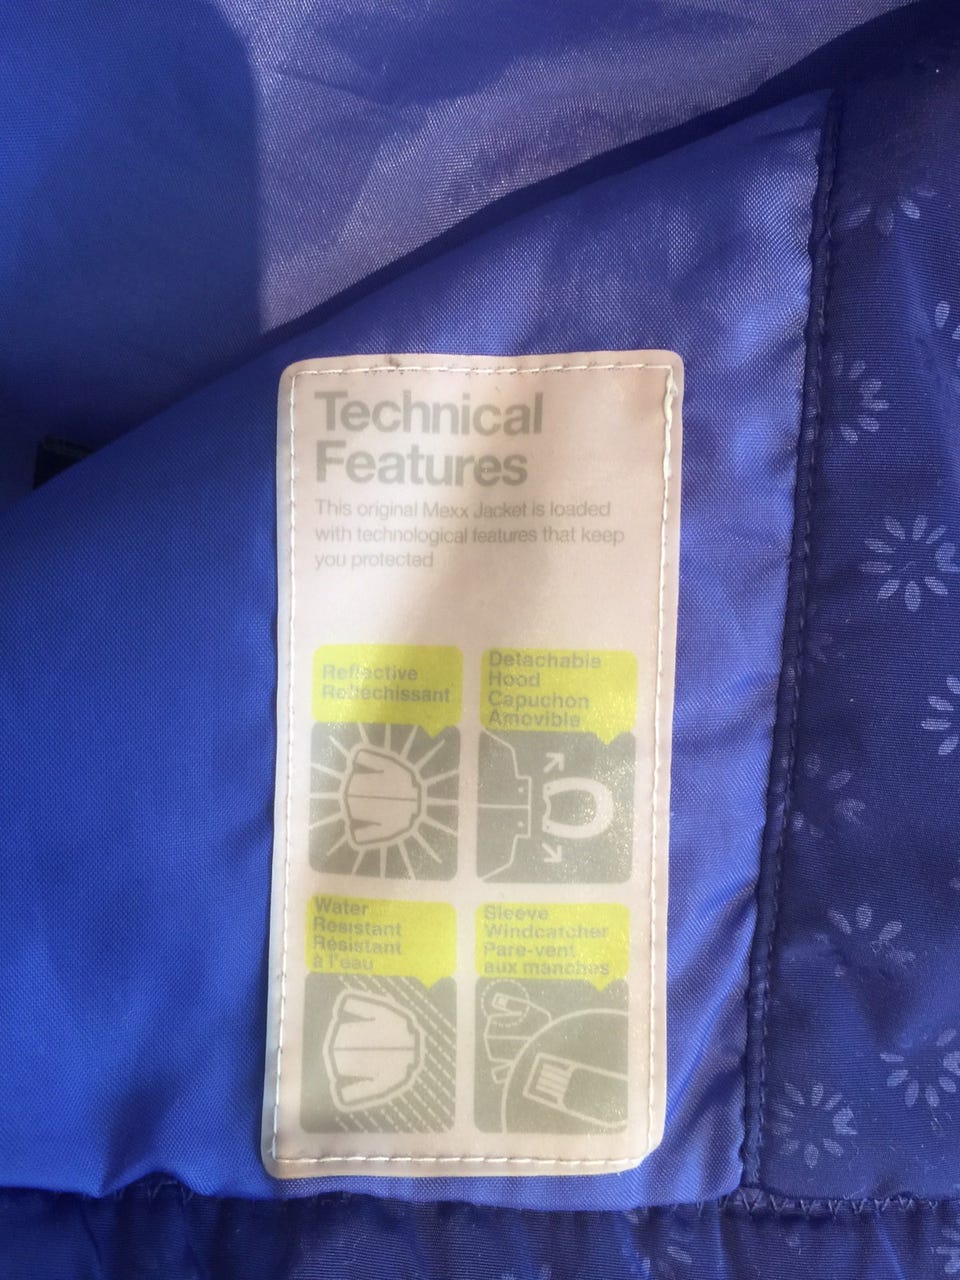 Technical
Features
This original Mexx Jacket is loaded
with technological features that keep
you protected
Reflective
Refléchissant
Detachable
Hood
Capuchon
Amovible
Water
Resistant
Résistant
à l'eau
Sleeve
Windcatcher
Pare-vent
aux manches